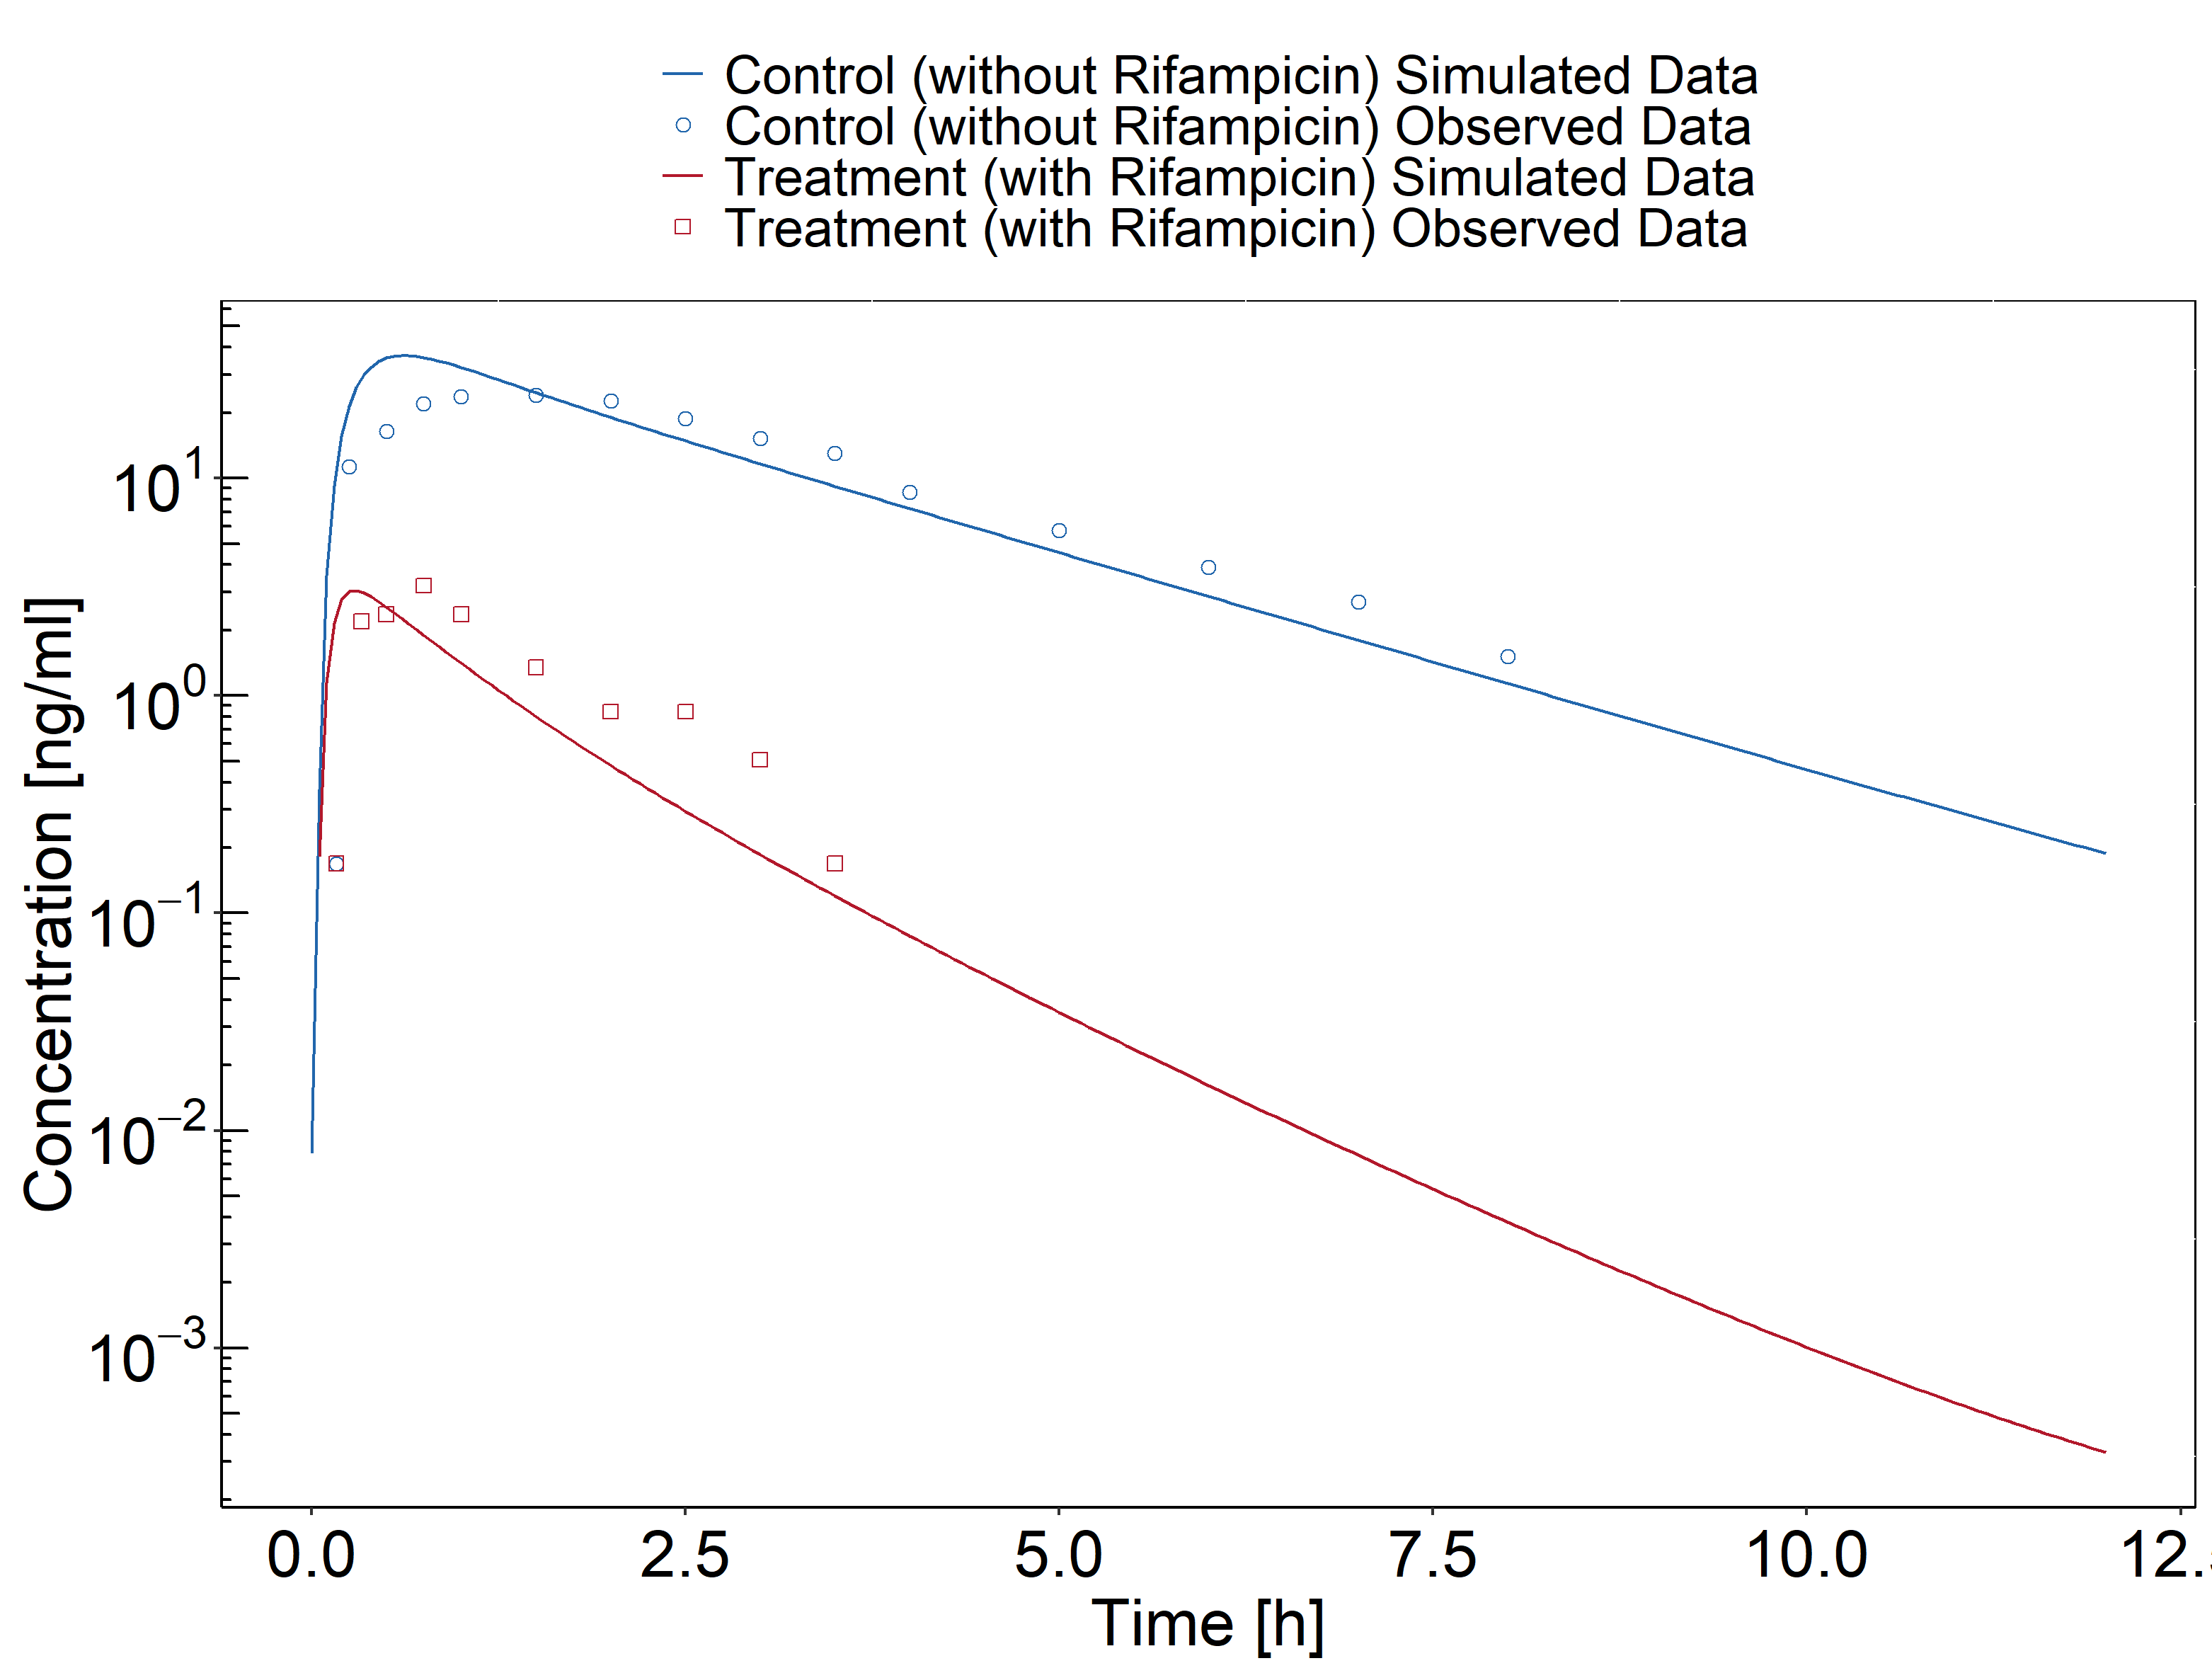 Control (without Rifampicin) Simulated Data
Control (without Rifampicin) Observed Data
Treatment (with Rifampicin) Simulated Data
Treatment (with Rifampicin) Observed Data
Concentration [ng/ml]
10¹
10⁰
10⁻¹
10⁻²
10⁻³
0.0 2.5 5.0 7.5 10.0 12.
Time [h]